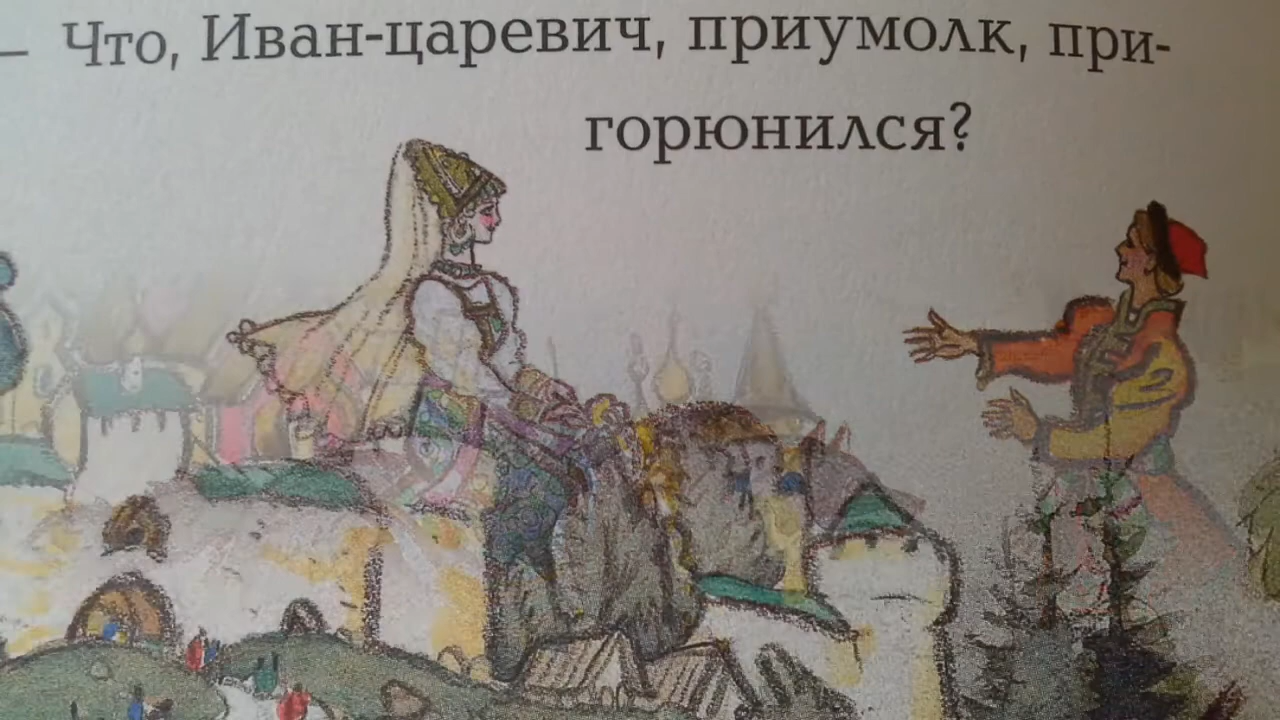 — Что, Иван-царевич, приумолк, при-
горюнился?